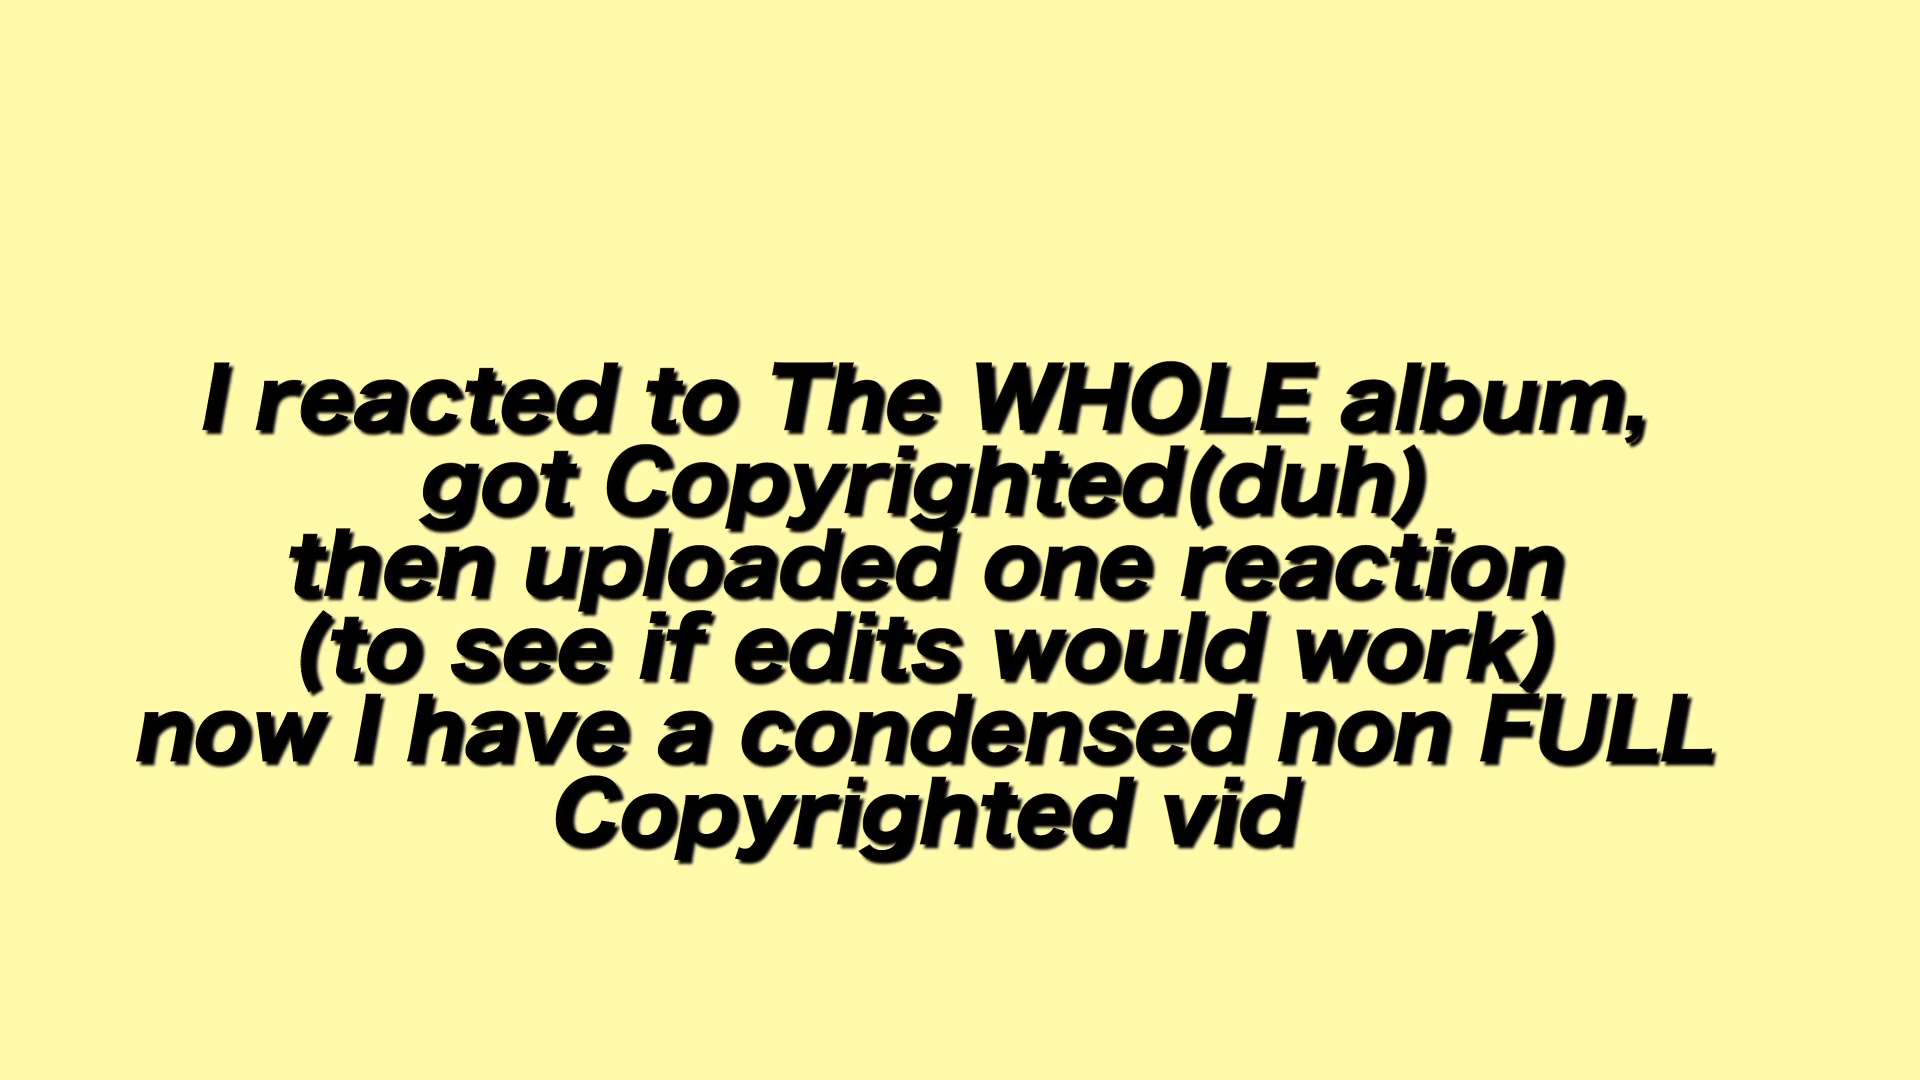 I reacted to The WHOLE album,
got Copyrighted(duh)
then uploaded one reaction
(to see if edits would work)
now I have a condensed non FULL
Copyrighted vid